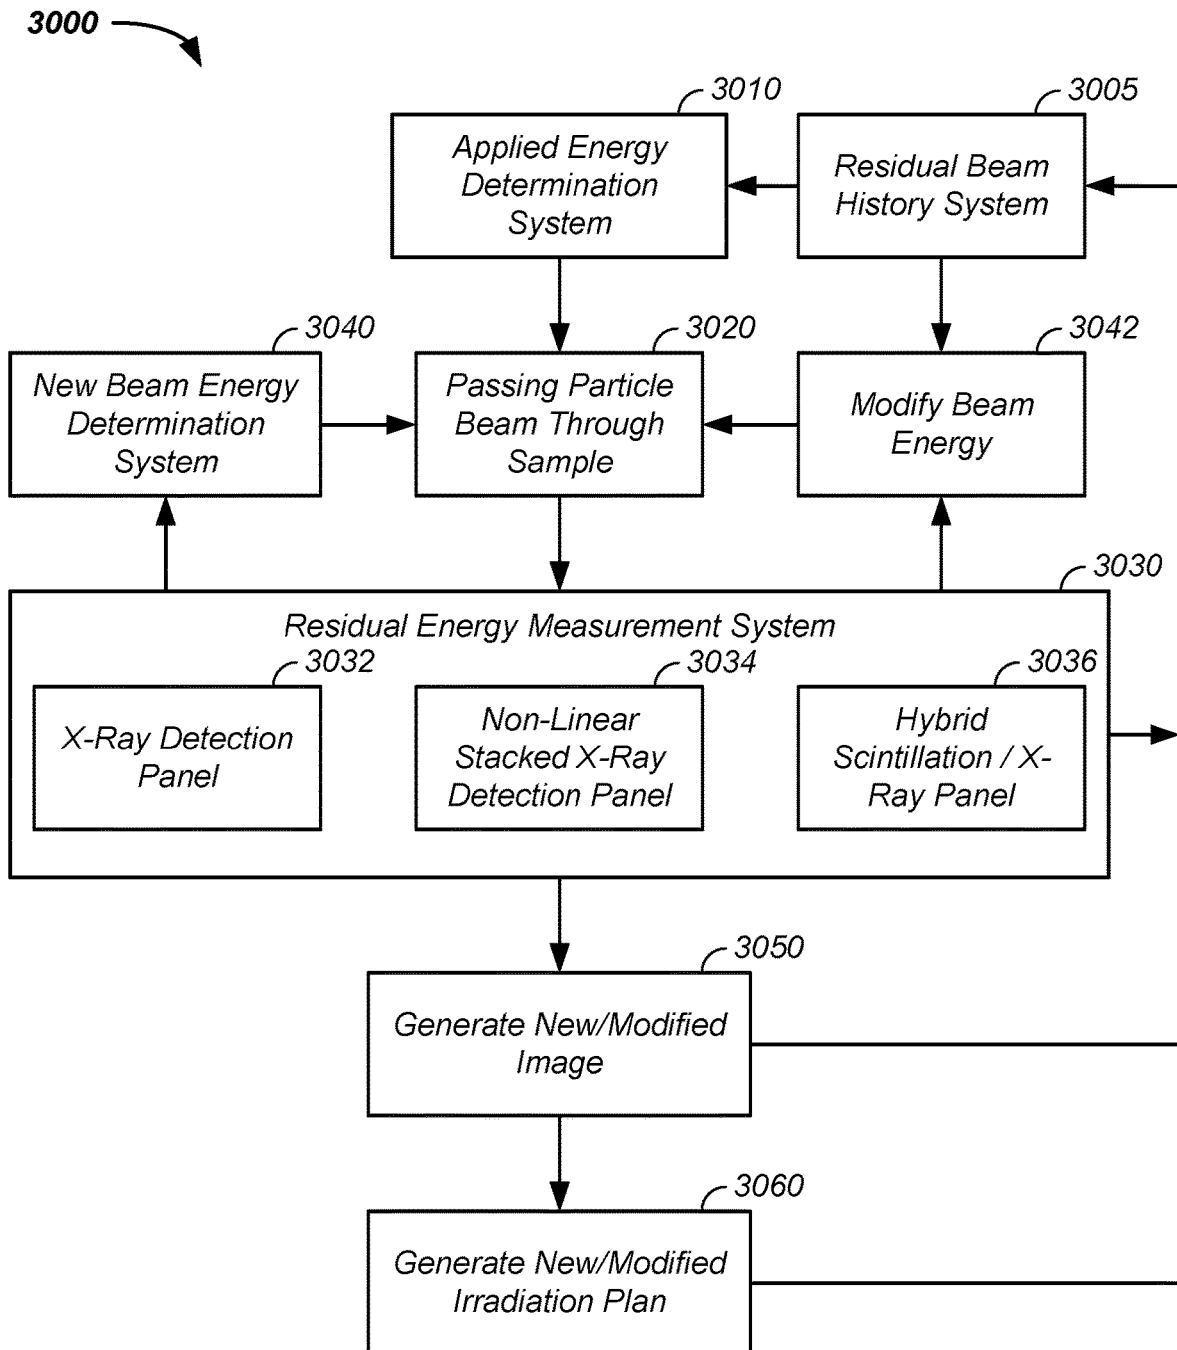 3000
3010
3005
Applied Energy
Determination
System
Residual Beam
History System
3040
3020
3042
New Beam Energy
Determination
System
Passing Particle
Beam Through
Sample
Modify Beam
Energy
3030
Residual Energy Measurement System
3032
3034
3036
X-Ray Detection
Panel
Non-Linear
Stacked X-Ray
Detection Panel
Hybrid
Scintillation / X-
Ray Panel
3050
Generate New/Modified
Image
3060
Generate New/Modified
Irradiation Plan